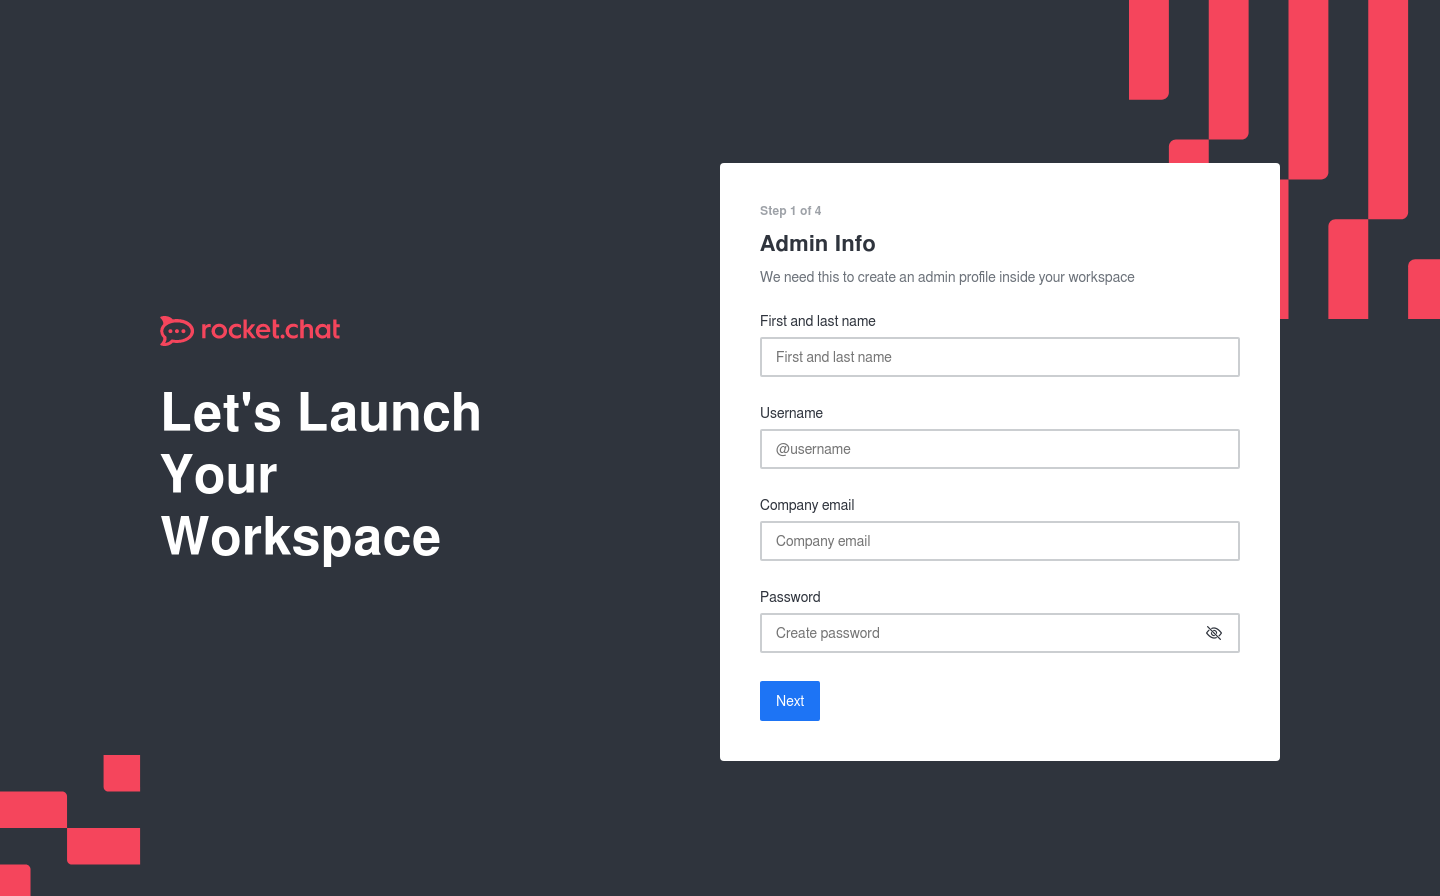 rocket.chat
Let's Launch
Your
Workspace
Step 1 of 4
Admin Info
We need this to create an admin profile inside your workspace
First and last name
First and last name
Username
@username
Company email
Company email
Password
Create password
Next